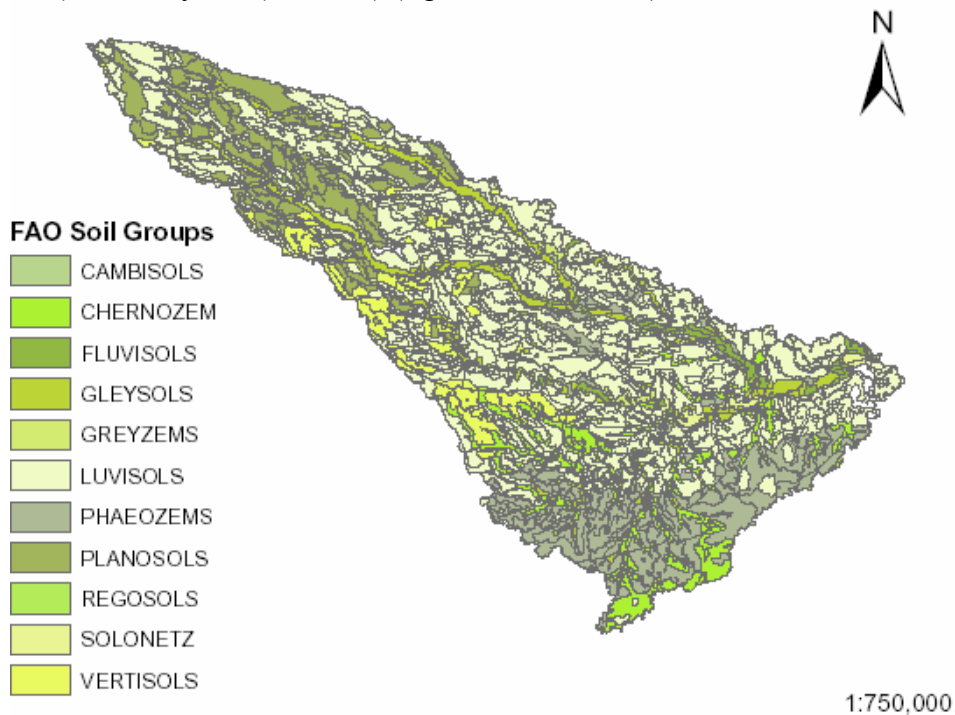 N
FAO Soil Groups
CAMBISOLS
CHERNOZEM
FLUVISOLS
GLEYSOLS
GREYZEMS
LUVISOLS
PHAEOZEMS
PLANOSOLS
REGOSOLS
SOLONETZ
VERTISOLS
1:750,000